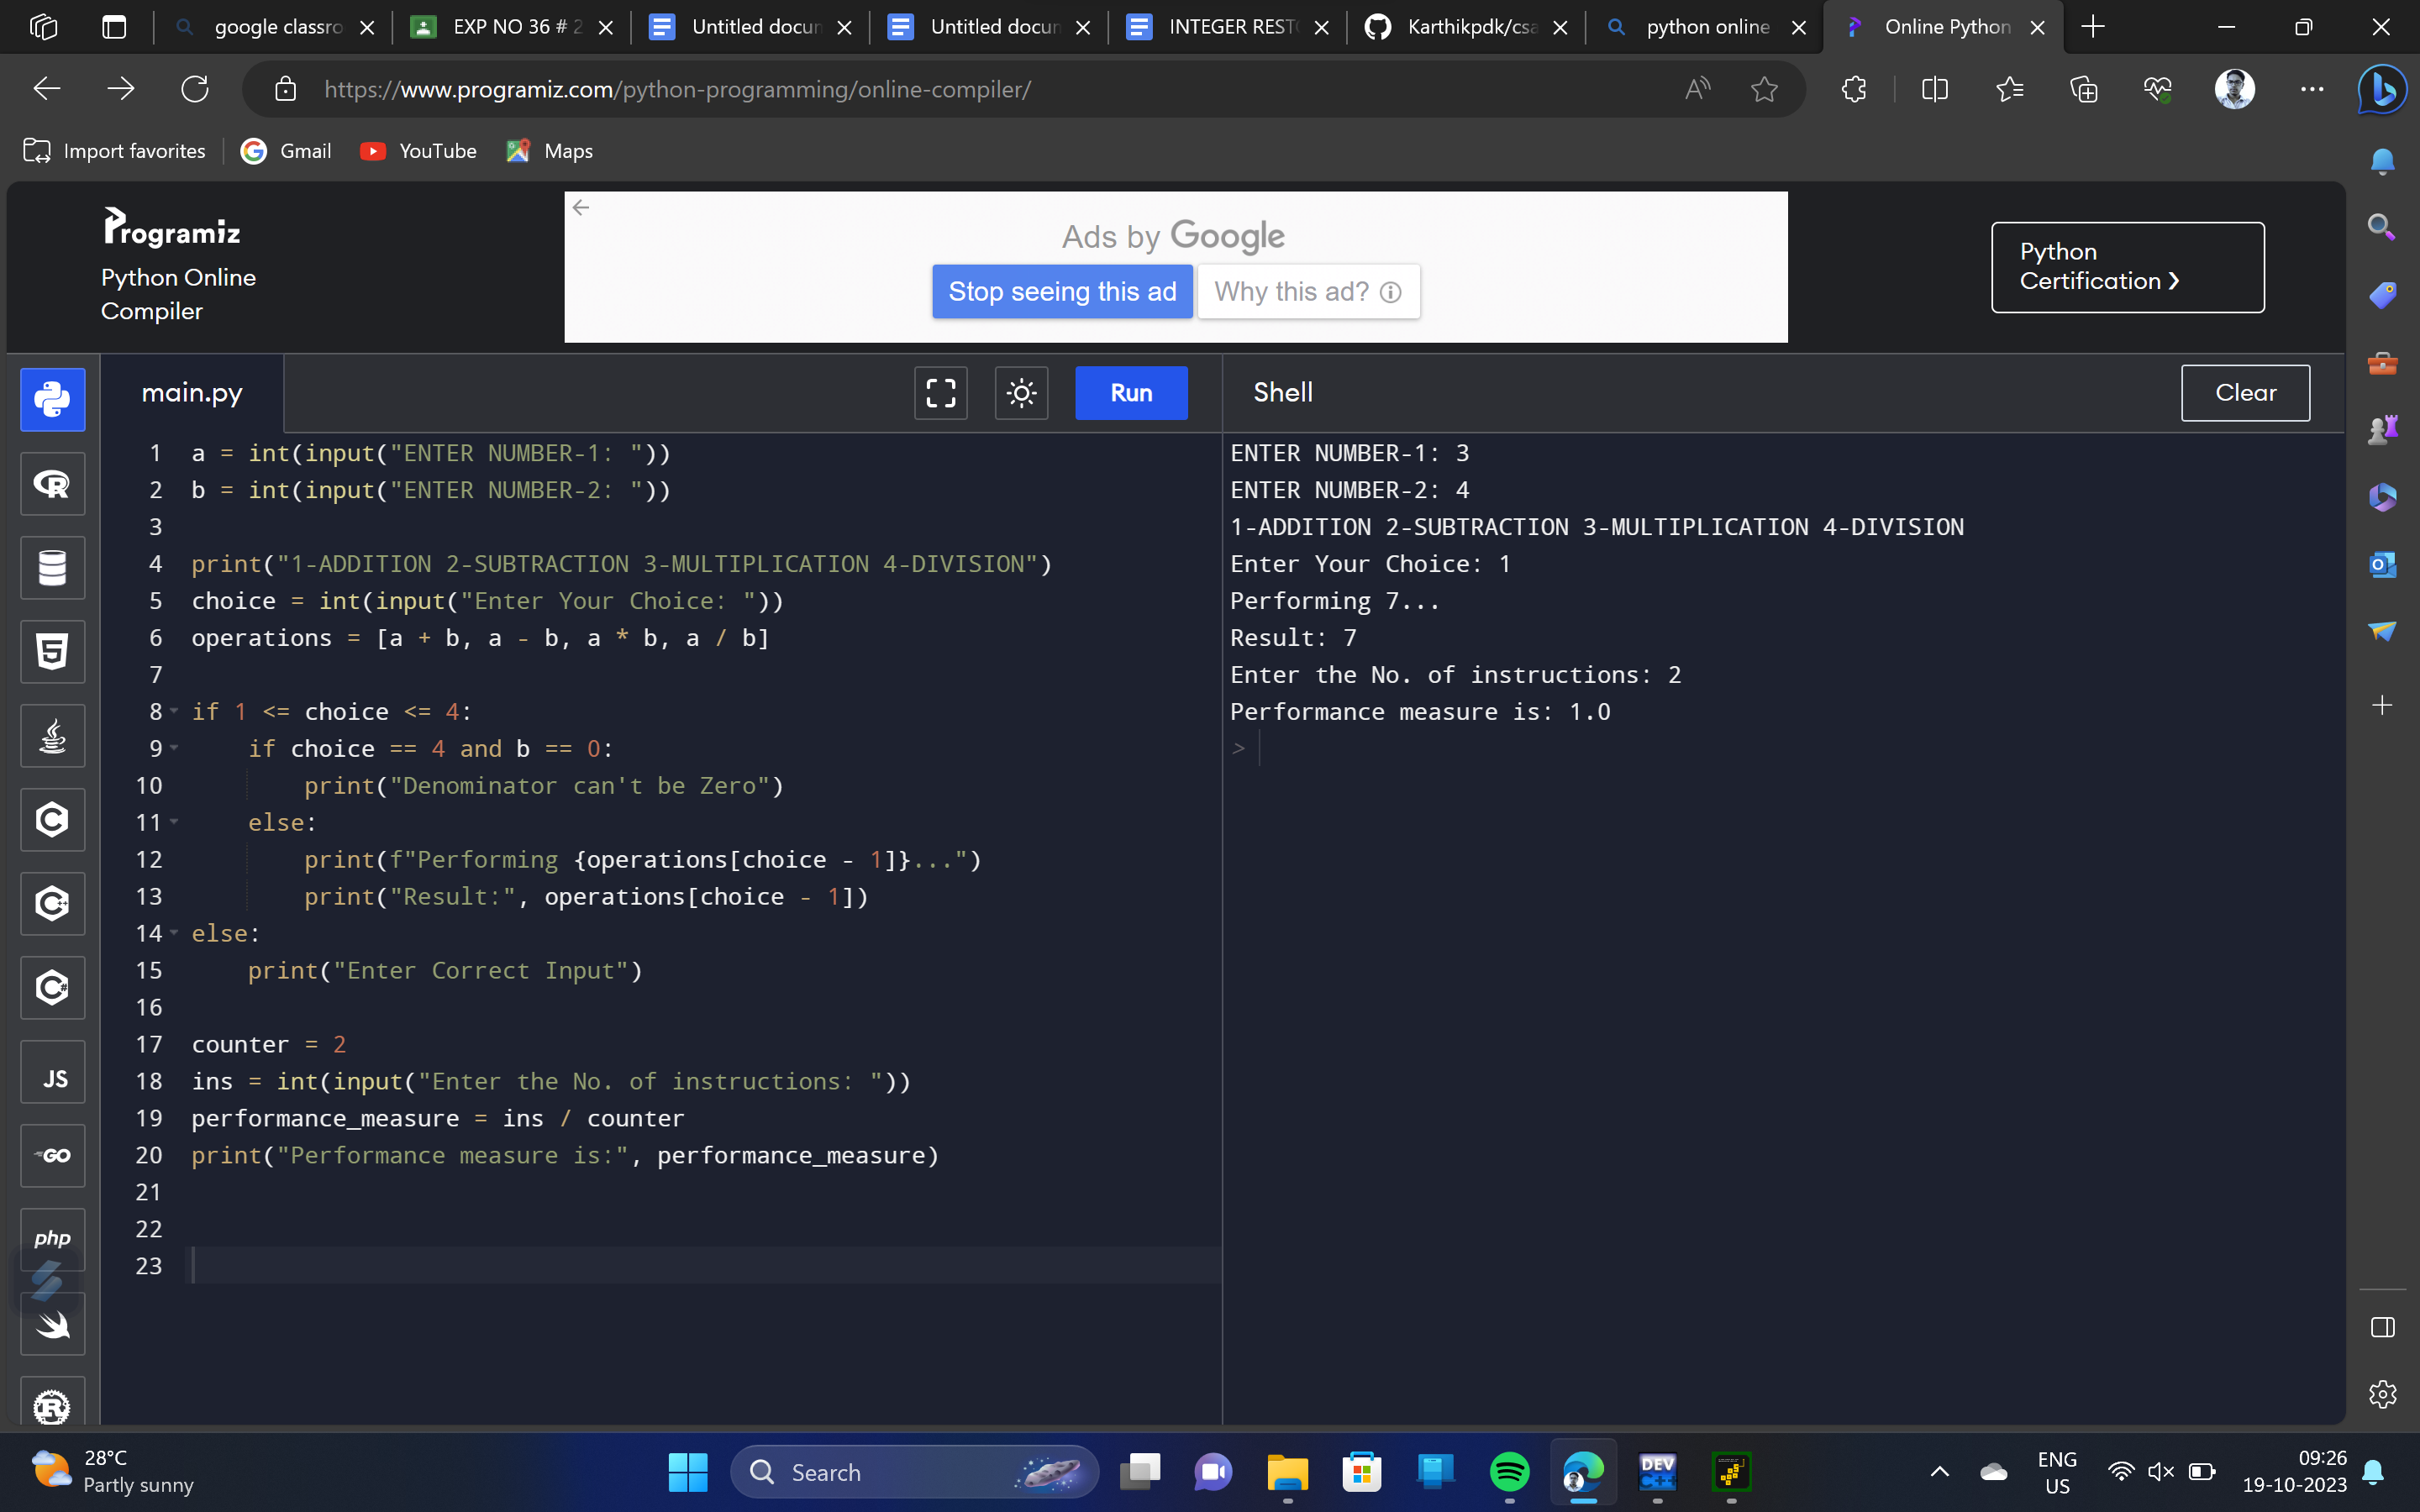 google classro
EXP NO 36 # 2
Untitled docun
Untitled docun
INTEGER REST
Karthikpdk/csa
python online
Online Python
https://www.programiz.com/python-programming/online-compiler/
Import favorites
Gmail
YouTube
Maps
Programiz
Python Online
Compiler
Ads by Google
Stop seeing this ad
Why this ad?
Python
Certification
main.py
Run
1 a = int(input("ENTER NUMBER-1: "))
2 b = int(input("ENTER NUMBER-2: "))
3
4 print("1-ADDITION 2-SUBTRACTION 3-MULTIPLICATION 4-DIVISION")
5 choice = int(input("Enter Your Choice: "))
6 operations = [a + b, a - b, a * b, a / b]
7
8 if 1 <= choice <= 4:
9     if choice == 4 and b == 0:
10         print("Denominator can't be Zero")
11     else:
12         print(f"Performing {operations[choice - 1]}...")
13         print("Result:", operations[choice - 1])
14 else:
15     print("Enter Correct Input")
16
17 counter = 2
18 ins = int(input("Enter the No. of instructions: "))
19 performance_measure = ins / counter
20 print("Performance measure is:", performance_measure)
21
22
23
Shell
Clear
ENTER NUMBER-1: 3
ENTER NUMBER-2: 4
1-ADDITION 2-SUBTRACTION 3-MULTIPLICATION 4-DIVISION
Enter Your Choice: 1
Performing 7...
Result: 7
Enter the No. of instructions: 2
Performance measure is: 1.0
>
JS
GO
php
28°C
Partly sunny
Search
DEV
C++
ENG
US
09:26
19-10-2023